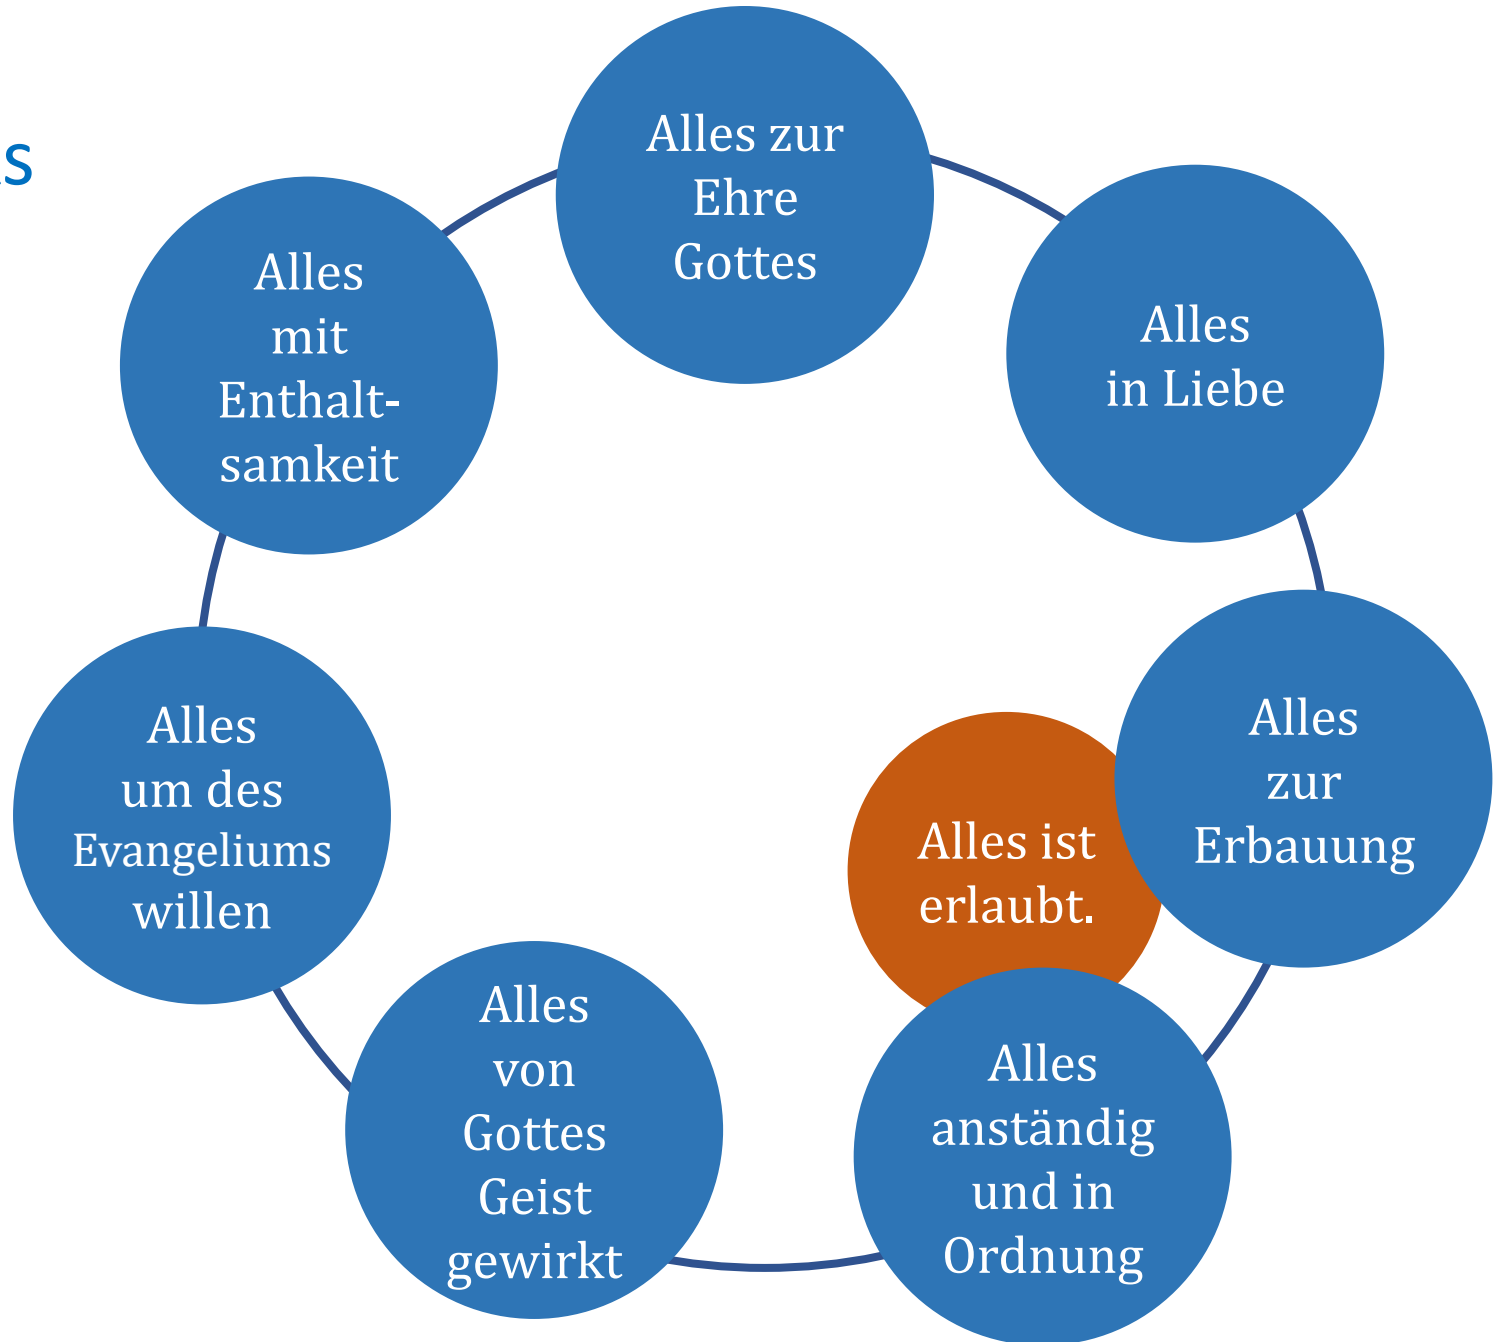 Alles zur
Ehre
Gottes
Alles
in Liebe
Alles
zur
Erbauung
Alles ist
erlaubt.
Alles
anständig
und in
Ordnung
Alles
von
Gottes
Geist
gewirkt
Alles
um des
Evangeliums
willen
Alles
mit
Enthalt-
samkeit